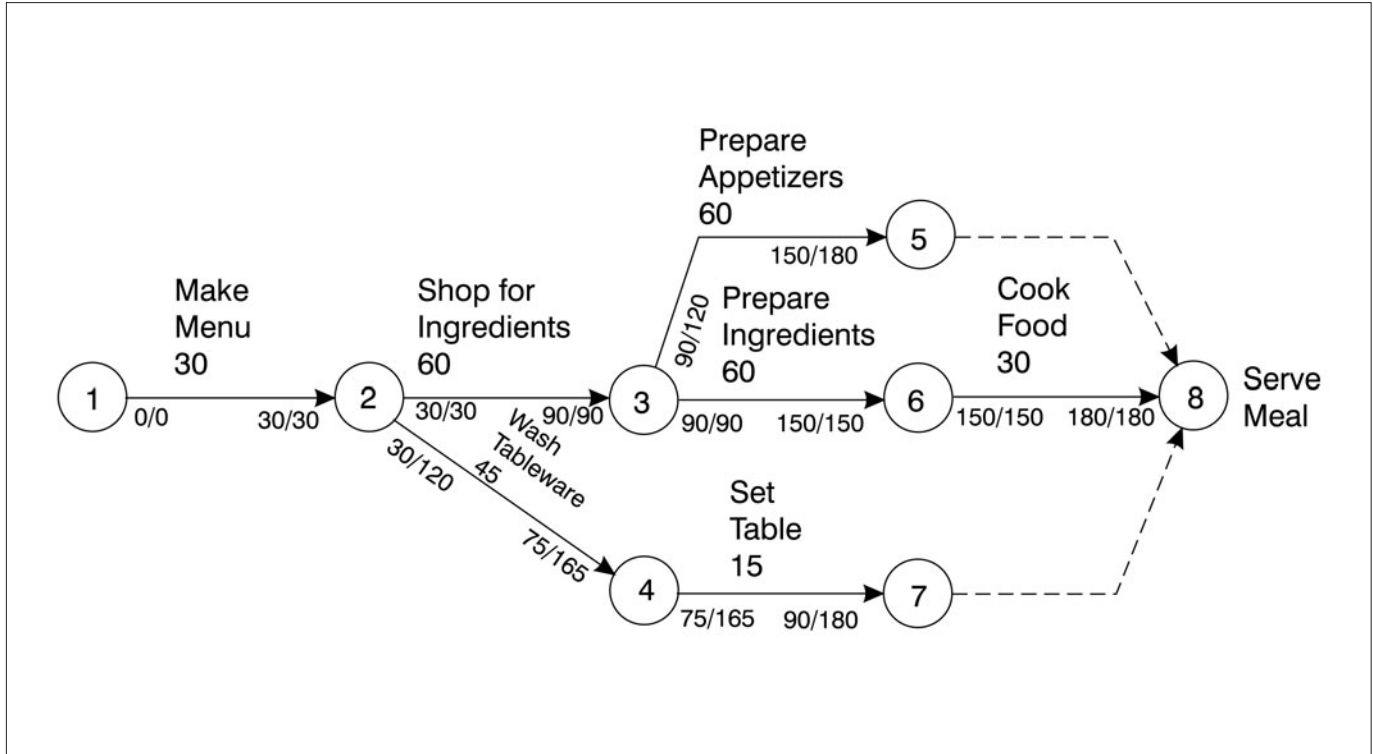 Prepare
Appetizers
60
5
150/180
Make
Menu
30
Shop for
Ingredients
60
90/120
Prepare
Ingredients
60
Cook
Food
30
1
0/0
30/30
2
30/30
90/90
3
90/90
150/150
6
150/150
180/180
8
Serve
Meal
Wash
Tableware
45
30/120
75/165
Set
Table
15
4
75/165
90/180
7